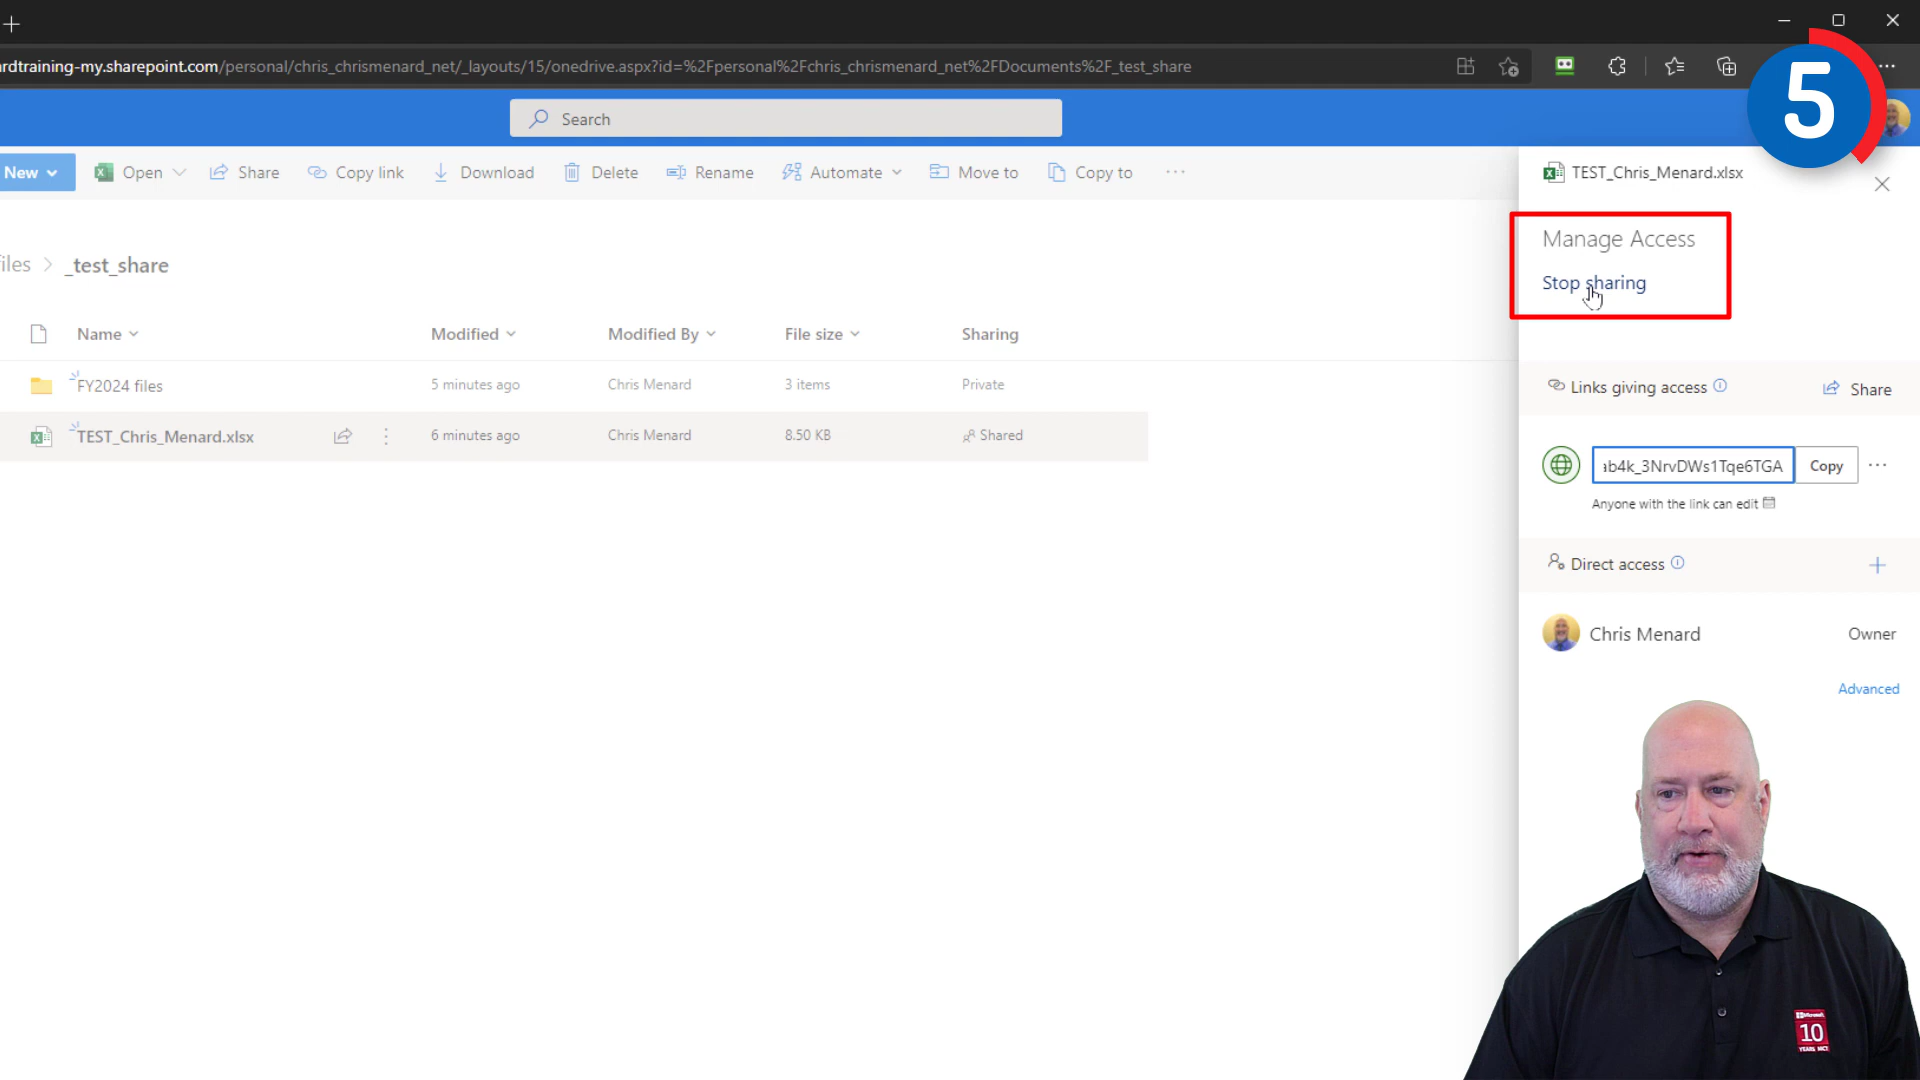 rdtraining-my.sharepoint.com/personal/chris_chrismenard_net/_layouts/15/onedrive.aspx?id=%2Fpersonal%2Fchris_chrismenard_net%2FDocuments%2F_test_share
5
Search
New
Open
Share
Copy link
Download
Delete
Rename
Automate
Move to
Copy to
TEST_Chris_Menard.xlsx
Manage Access
Stop sharing
iles > _test_share
Name
Modified
Modified By
File size
Sharing
FY2024 files
5 minutes ago
Chris Menard
3 items
Private
TEST_Chris_Menard.xlsx
6 minutes ago
Chris Menard
8.50 KB
Shared
Links giving access
Share
ab4k_3NrvDWs1Tqe6TGA
Copy
Anyone with the link can edit
Direct access
Chris Menard
Owner
Advanced
Microsoft
10
YEARS MCT